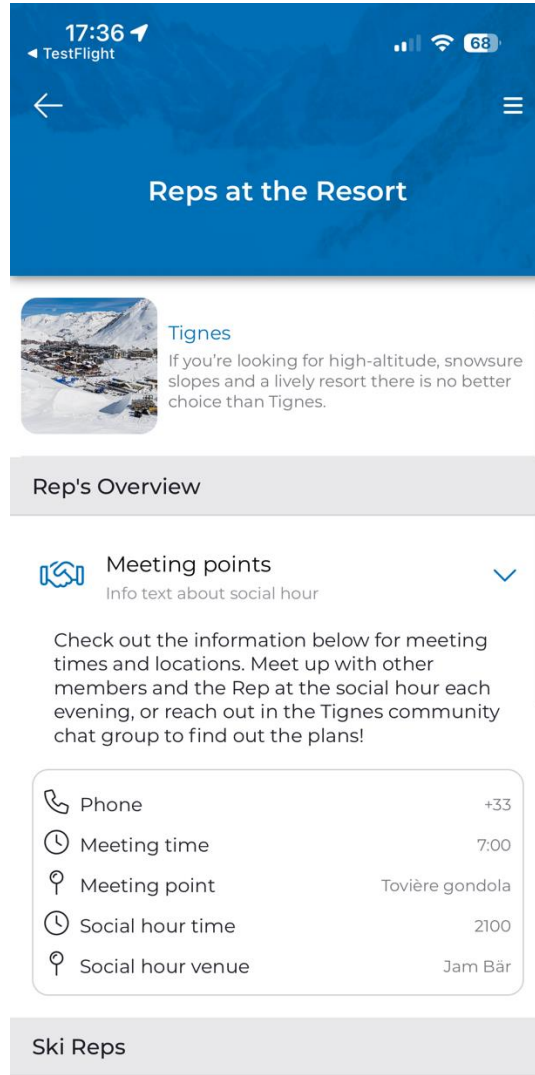 17:36
◀ TestFlight
68
Reps at the Resort
Tignes
If you’re looking for high-altitude, snowsure
slopes and a lively resort there is no better
choice than Tignes.
Rep's Overview
Meeting points
Info text about social hour
Check out the information below for meeting
times and locations. Meet up with other
members and the Rep at the social hour each
evening, or reach out in the Tignes community
chat group to find out the plans!
Phone +33
Meeting time 7:00
Meeting point Tovière gondola
Social hour time 2100
Social hour venue Jam Bär
Ski Reps